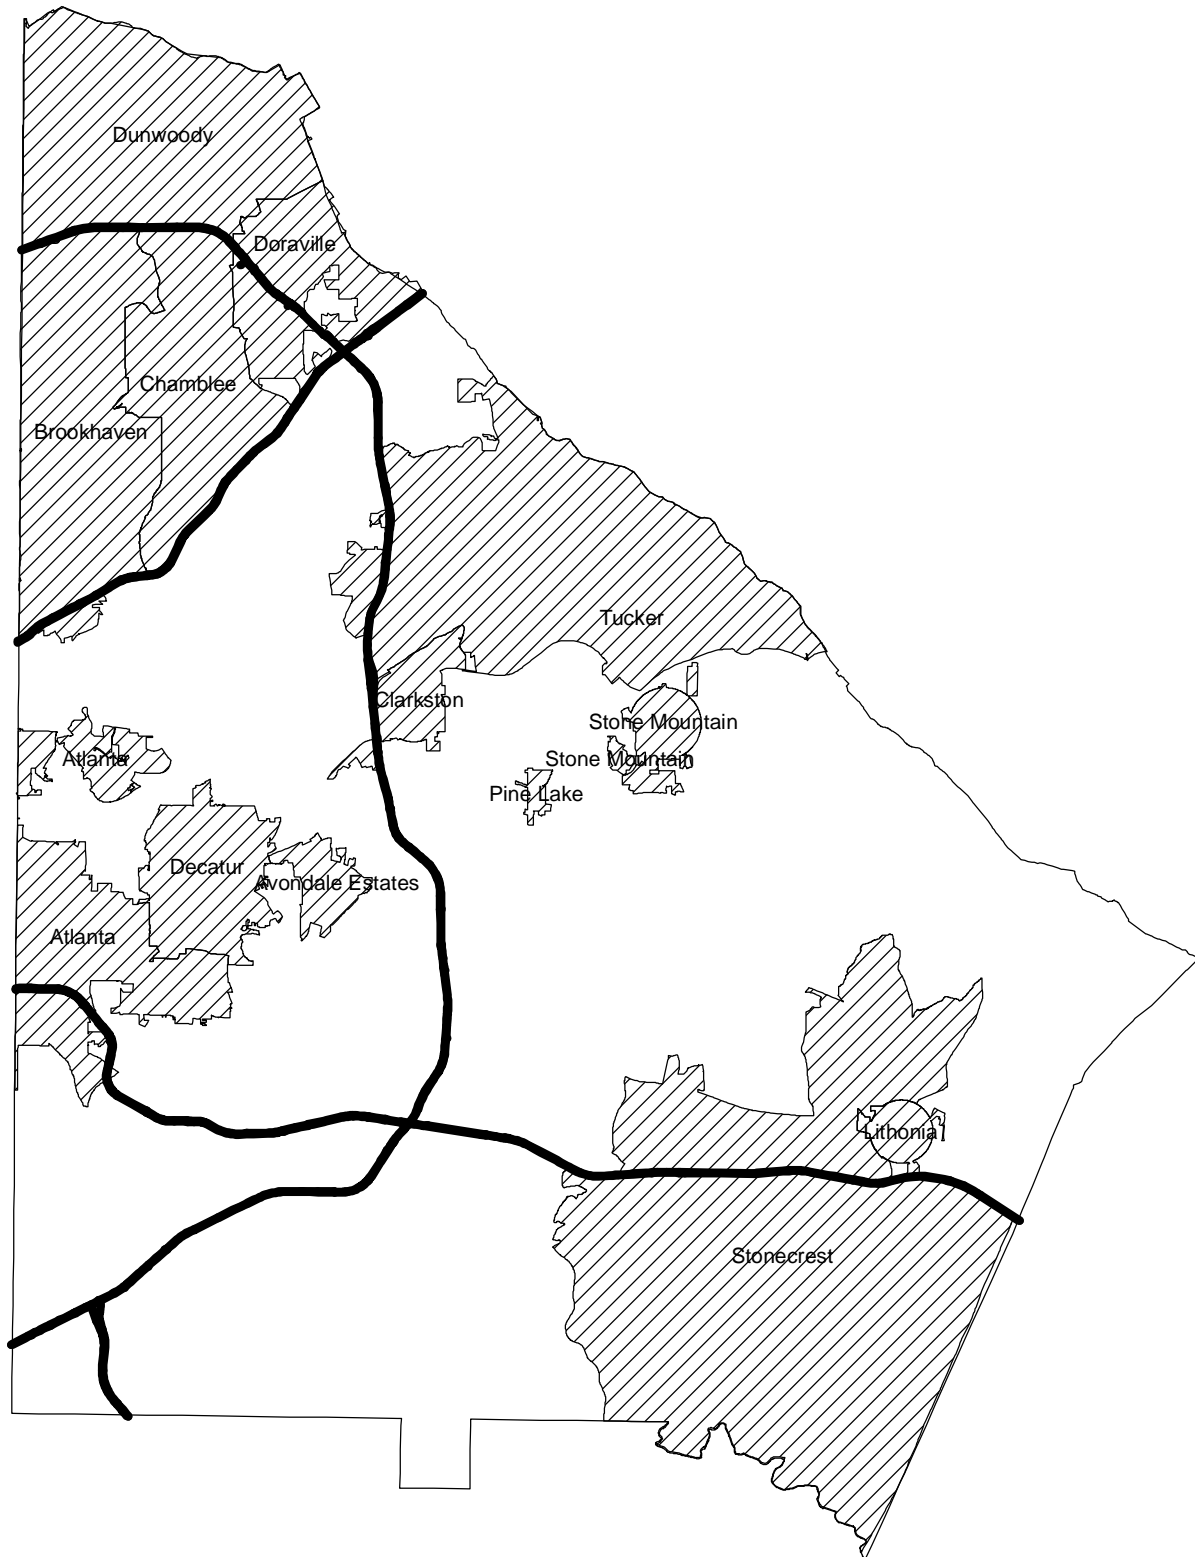 Dunwoody
Doraville
Chamblee
Brookhaven
Tucker
Clarkston
Stone Mountain
Atlanta
Stone Mountain
Pine Lake
Decatur
Avondale Estates
Atlanta
Lithonia
Stonecrest